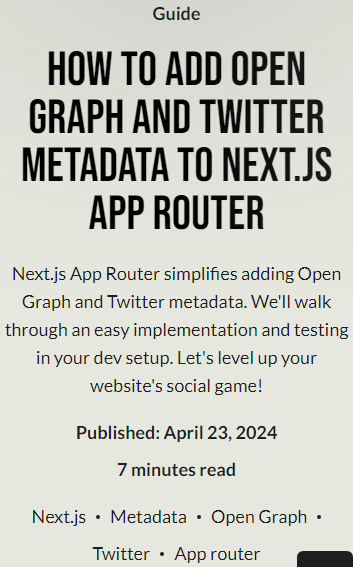 Guide
HOW TO ADD OPEN
GRAPH AND TWITTER
METADATA TO NEXT.JS
APP ROUTER
Next.js App Router simplifies adding Open
Graph and Twitter metadata. We'll walk
through an easy implementation and testing
in your dev setup. Let's level up your
website's social game!
Published: April 23, 2024
7 minutes read
Next.js • Metadata • Open Graph •
Twitter • App router